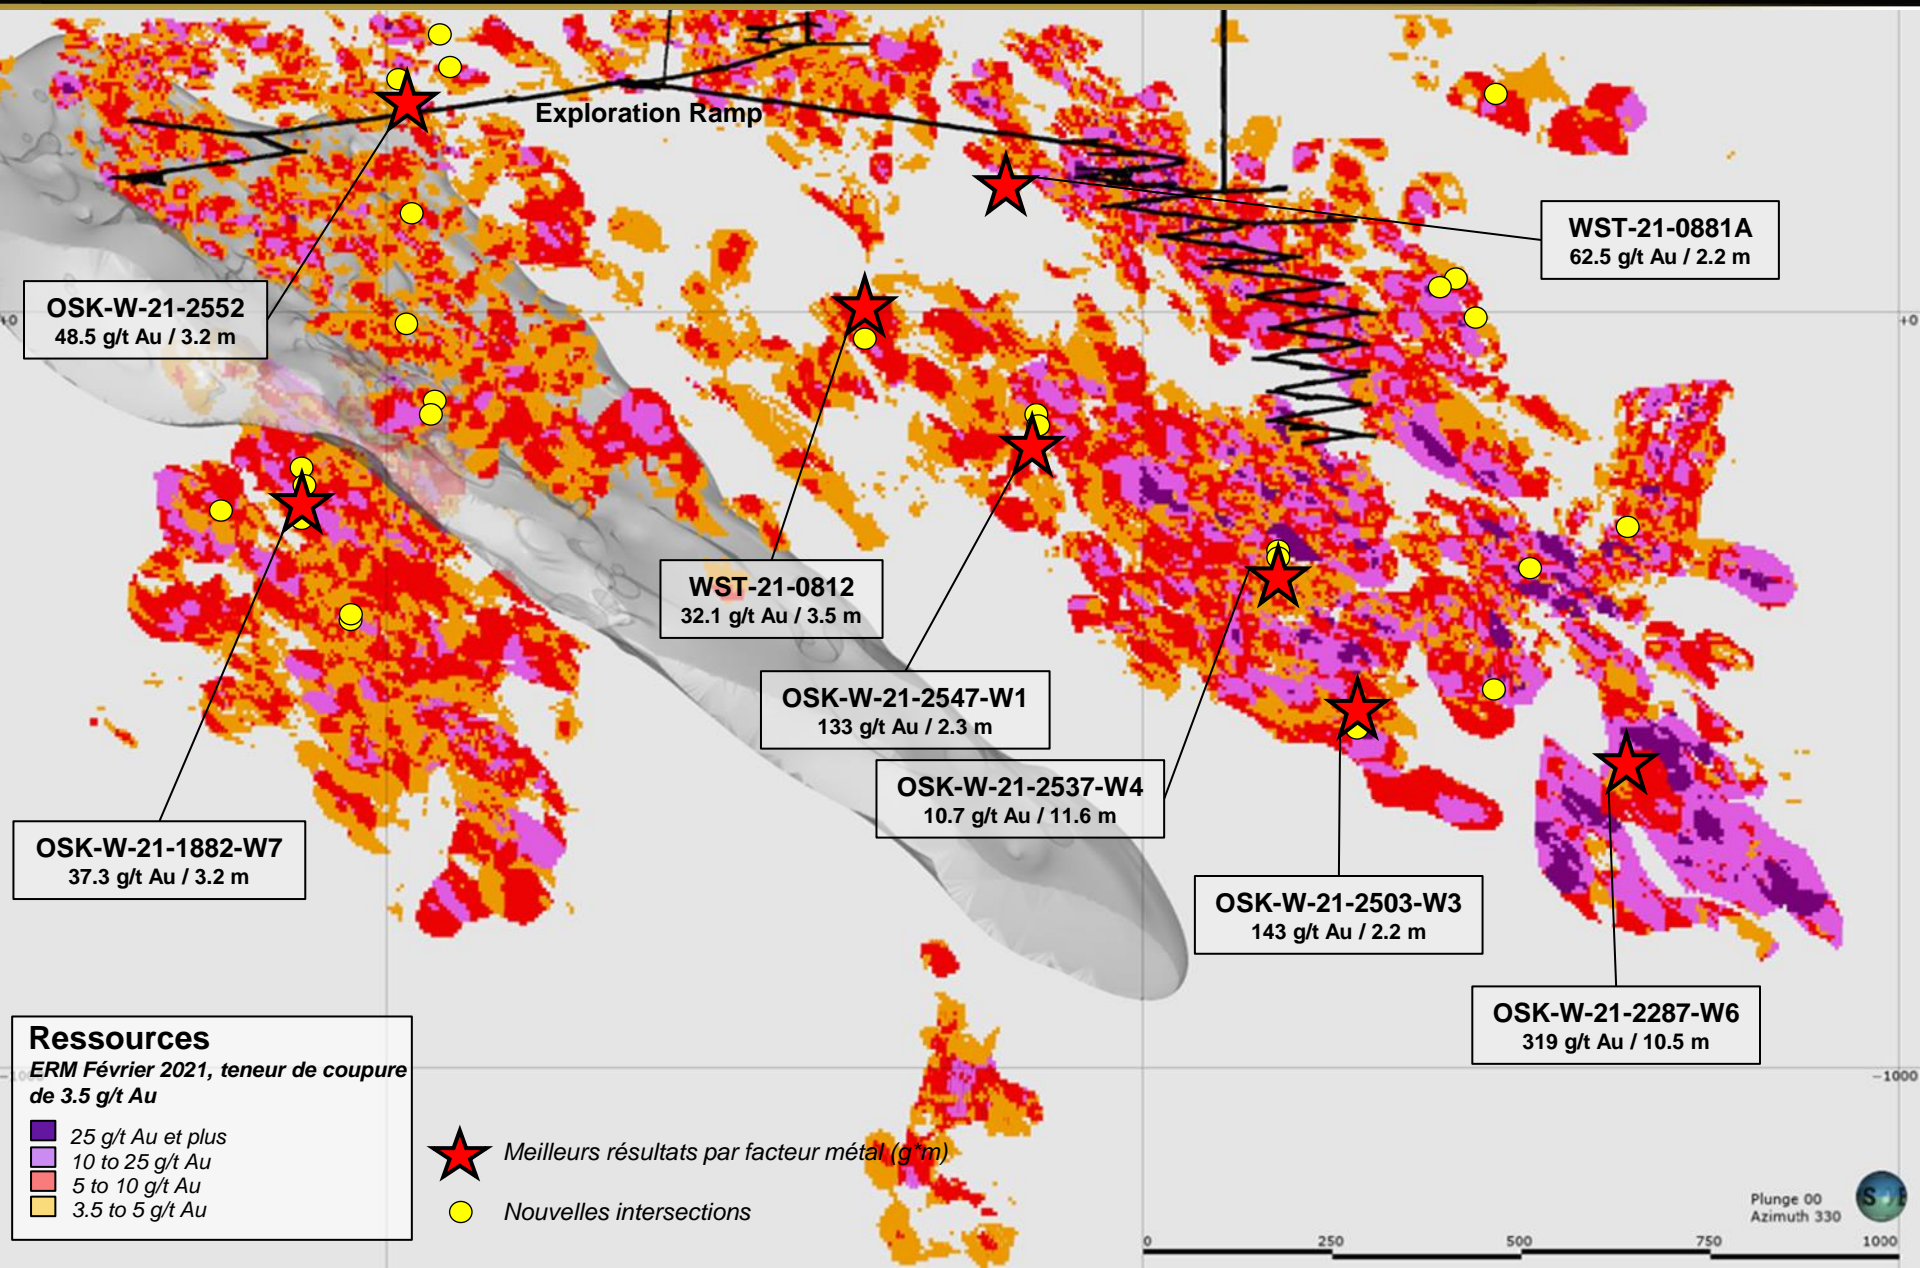 Exploration Ramp
WST-21-0881A
62.5 g/t Au / 2.2 m
OSK-W-21-2552
48.5 g/t Au / 3.2 m
+0
+0
WST-21-0812
32.1 g/t Au / 3.5 m
OSK-W-21-2547-W1
133 g/t Au / 2.3 m
OSK-W-21-2537-W4
10.7 g/t Au / 11.6 m
OSK-W-21-1882-W7
37.3 g/t Au / 3.2 m
OSK-W-21-2503-W3
143 g/t Au / 2.2 m
OSK-W-21-2287-W6
319 g/t Au / 10.5 m
-1000
-1000
Ressources
ERM Février 2021, teneur de coupure
de 3.5 g/t Au
25 g/t Au et plus
10 to 25 g/t Au
5 to 10 g/t Au
3.5 to 5 g/t Au
Meilleurs résultats par facteur métal (g*m)
Nouvelles intersections
Plunge 00
Azimuth 330
S
0 250 500 750 1000